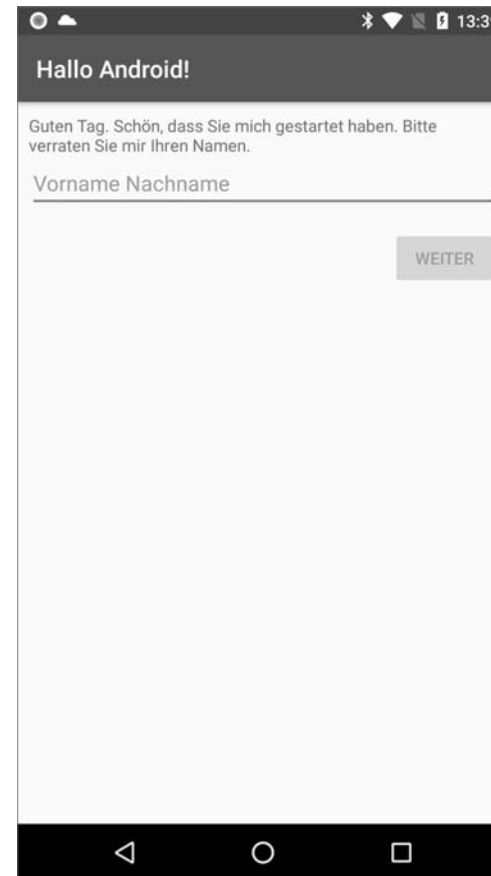 13:3
Hallo Android!
Guten Tag. Schön, dass Sie mich gestartet haben. Bitte
verraten Sie mir Ihren Namen.
Vorname Nachname
WEITER